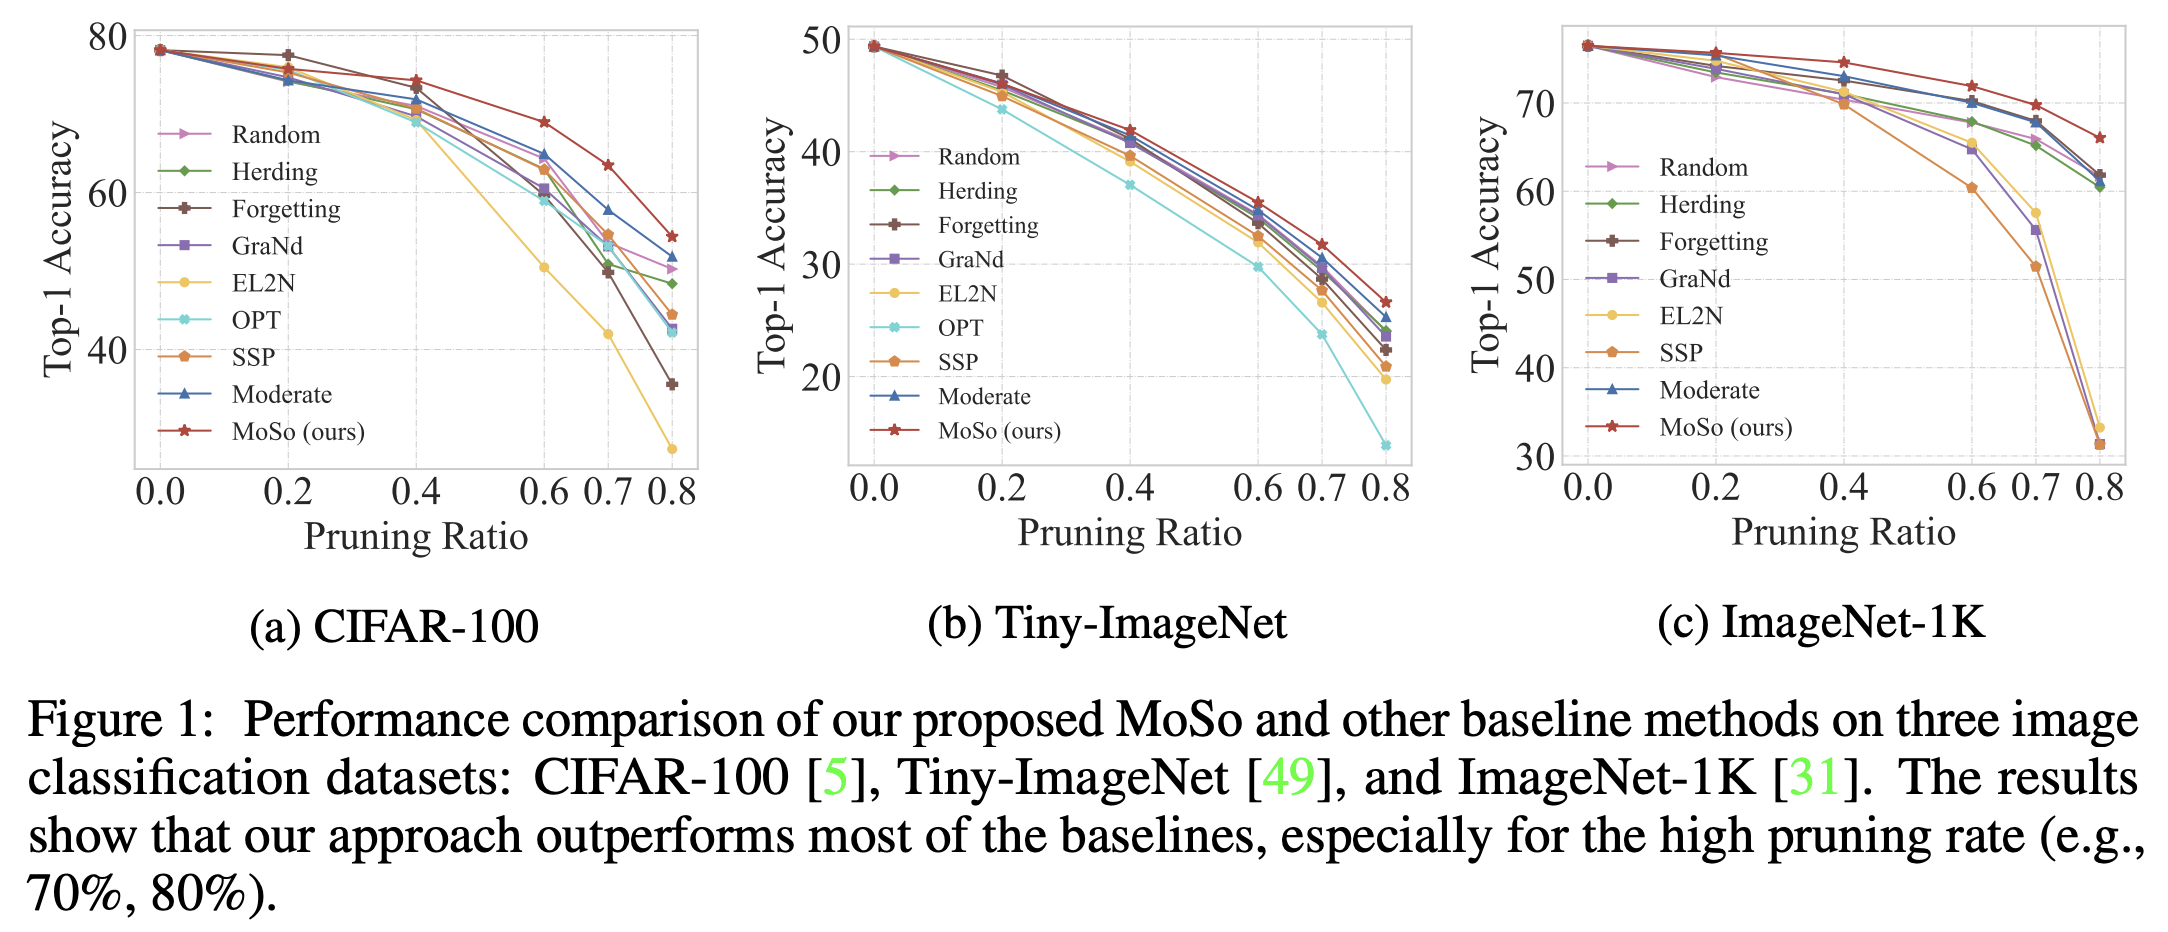 80
60
40
Top-1 Accuracy
Random
Herding
Forgetting
GraNd
EL2N
OPT
SSP
Moderate
MoSo (ours)
0.0 0.2 0.4 0.6 0.7 0.8
Pruning Ratio
(a) CIFAR-100
50
40
30
20
Top-1 Accuracy
Random
Herding
Forgetting
GraNd
EL2N
OPT
SSP
Moderate
MoSo (ours)
0.0 0.2 0.4 0.6 0.7 0.8
Pruning Ratio
(b) Tiny-ImageNet
70
60
50
40
30
Top-1 Accuracy
Random
Herding
Forgetting
GraNd
EL2N
SSP
Moderate
MoSo (ours)
0.0 0.2 0.4 0.6 0.7 0.8
Pruning Ratio
(c) ImageNet-1K
Figure 1: Performance comparison of our proposed MoSo and other baseline methods on three image
classification datasets: CIFAR-100 [5], Tiny-ImageNet [49], and ImageNet-1K [31]. The results
show that our approach outperforms most of the baselines, especially for the high pruning rate (e.g.,
70%, 80%).